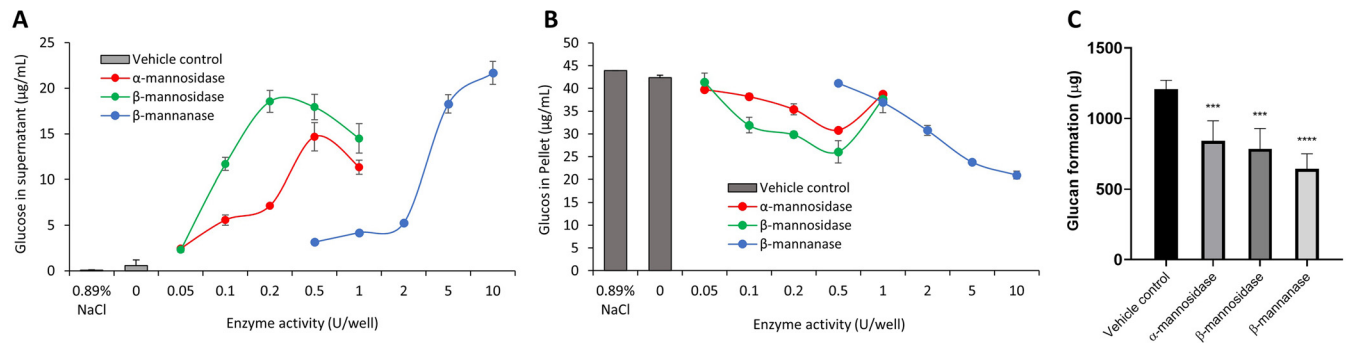 A
Glucose in supernatant (µg/mL)
25
20
15
10
5
0
Vehicle control
α-mannosidase
β-mannosidase
β-mannanase
0.89% NaCl
0
0.05
0.1
0.2
0.5
1
2
5
10
Enzyme activity (U/well)
B
Glucos in Pellet (µg/mL)
50
45
40
35
30
25
20
15
10
5
0
Vehicle control
α-mannosidase
β-mannosidase
β-mannanase
0.89% NaCl
0
0.05
0.1
0.2
0.5
1
2
5
10
Enzyme activity (U/well)
C
Glucan formation (µg)
1500
1000
500
0
***
***
****
Vehicle control
α-mannosidase
β-mannosidase
β-mannanase